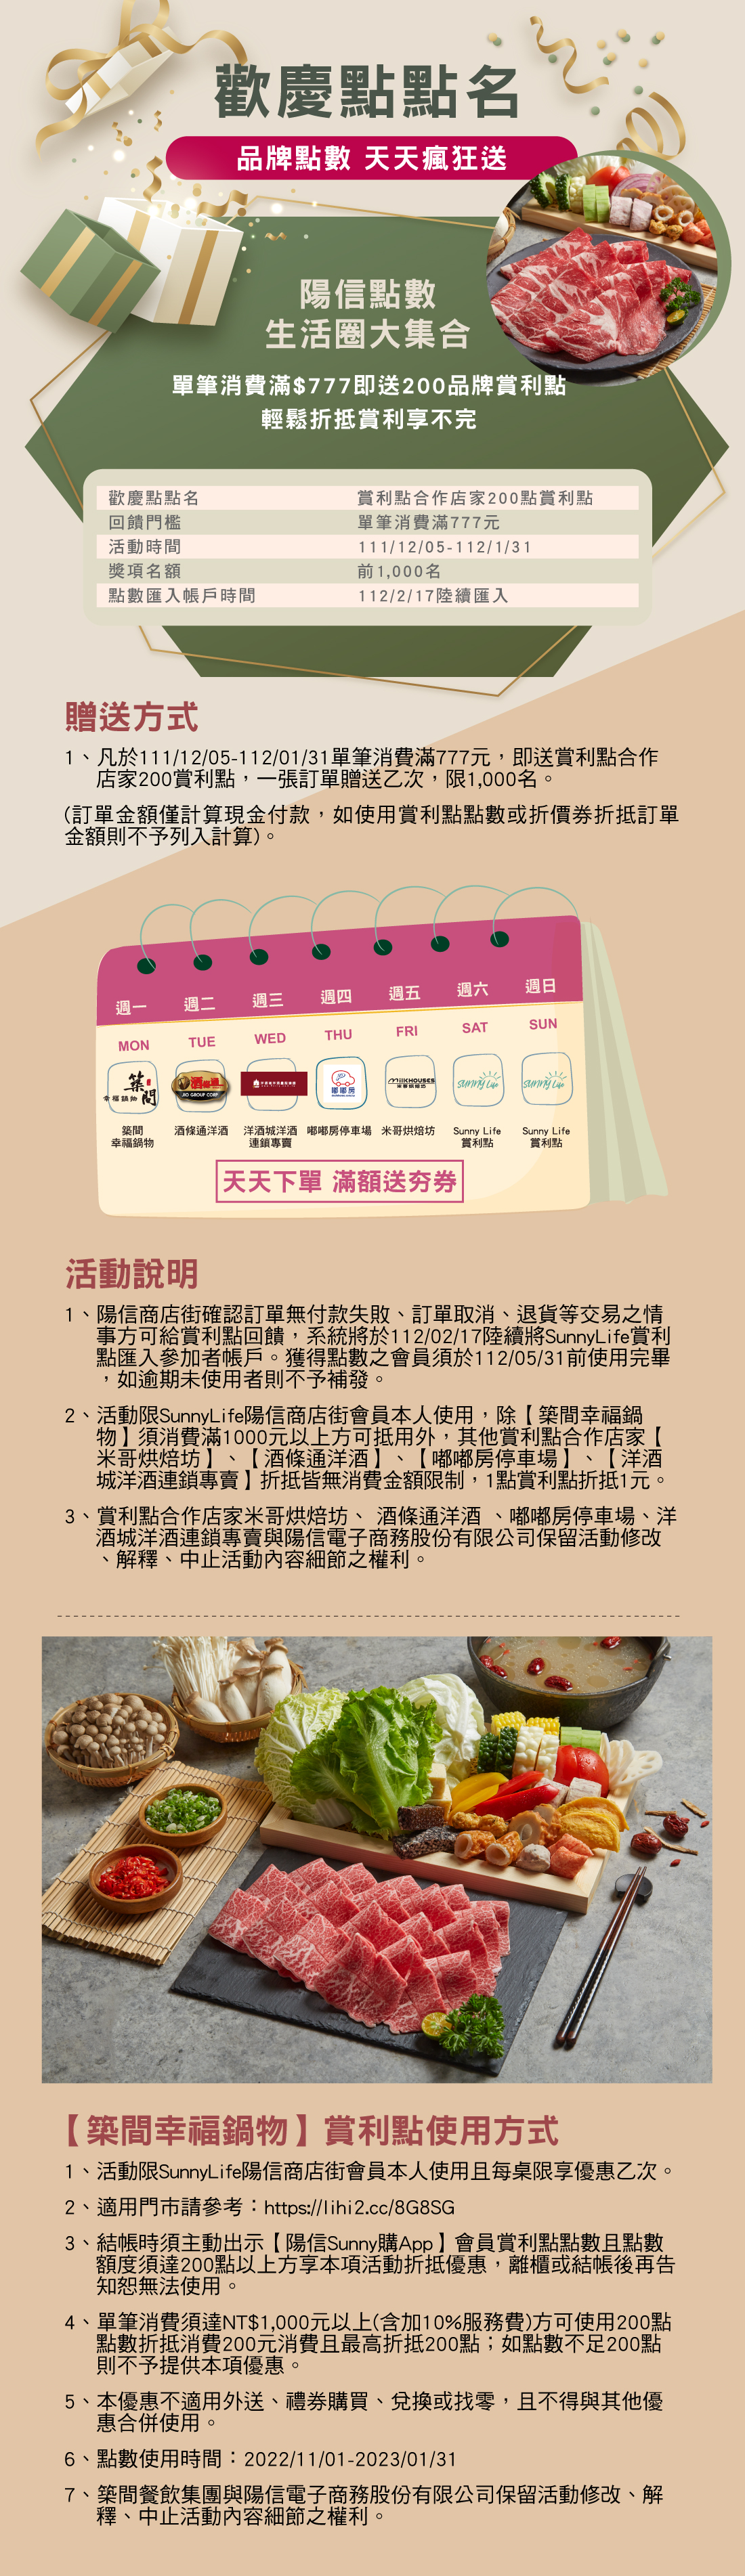 歡慶點點名
品牌點數 天天瘋狂送
陽信點數
生活圈大集合
單筆消費滿$777即送200品牌賞利點
輕鬆折抵賞利享不完
歡慶點點名 賞利點合作店家200點賞利點
回饋門檻 單筆消費滿777元
活動時間 111/12/05-112/1/31
獎項名額 前1,000名
點數匯入帳戶時間 112/2/17陸續匯入
贈送方式
1、凡於111/12/05-112/01/31單筆消費滿777元，即送賞利點合作
店家200賞利點，一張訂單贈送乙次，限1,000名。
(訂單金額僅計算現金付款，如使用賞利點點數或折價券折抵訂單
金額則不予列入計算)。
週一 週二 週三 週四 週五 週六 週日
MON TUE WED THU FRI SAT SUN
築間 幸福鍋物 酒條通 JIO GROUP CORP 嘟嘟房 MiLKHOUSES 米哥烘焙坊 sunny Life sunny Life
築間 酒條通洋酒 洋酒城洋酒 嘟嘟房停車場 米哥烘焙坊 Sunny Life Sunny Life
幸福鍋物 連鎖專賣 賞利點 賞利點
天天下單 滿額送夯券
活動說明
1、陽信商店街確認訂單無付款失敗、訂單取消、退貨等交易之情
事方可給賞利點回饋，系統將於112/02/17陸續將SunnyLife賞利
點匯入參加者帳戶。獲得點數之會員須於112/05/31前使用完畢
，如逾期未使用者則不予補發。
2、活動限SunnyLife陽信商店街會員本人使用，除【築間幸福鍋
物】須消費滿1000元以上方可抵用外，其他賞利點合作店家【
米哥烘焙坊】、【酒條通洋酒】、【嘟嘟房停車場】、【洋酒
城洋酒連鎖專賣】折抵皆無消費金額限制，1點賞利點折抵1元。
3、賞利點合作店家米哥烘焙坊、 酒條通洋酒 、嘟嘟房停車場、洋
酒城洋酒連鎖專賣與陽信電子商務股份有限公司保留活動修改
、解釋、中止活動內容細節之權利。
【築間幸福鍋物】賞利點使用方式
1、活動限SunnyLife陽信商店街會員本人使用且每桌限享優惠乙次。
2、適用門市請參考：https://lihi2.cc/8G8SG
3、結帳時須主動出示【陽信Sunny購App】會員賞利點點數且點數
額度須達200點以上方享本項活動折抵優惠，離櫃或結帳後再告
知恕無法使用。
4、單筆消費須達NT$1,000元以上(含加10%服務費)方可使用200點
點數折抵消費200元消費且最高折抵200點；如點數不足200點
則不予提供本項優惠。
5、本優惠不適用外送、禮券購買、兌換或找零，且不得與其他優
惠合併使用。
6、點數使用時間：2022/11/01-2023/01/31
7、築間餐飲集團與陽信電子商務股份有限公司保留活動修改、解
釋、中止活動內容細節之權利。